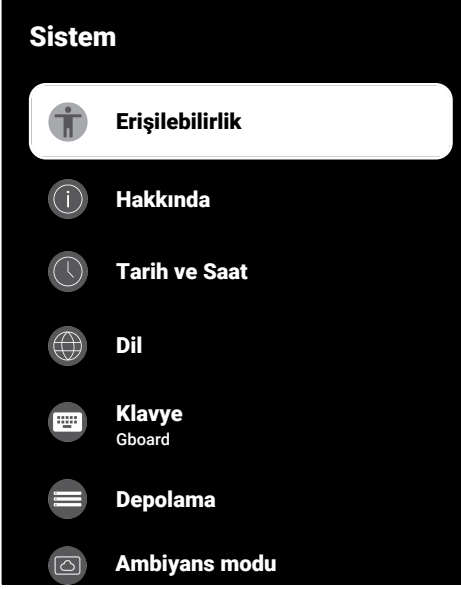 Sistem
Erişilebilirlik
Hakkında
Tarih ve Saat
Dil
Klavye
Gboard
Depolama
Ambiyans modu